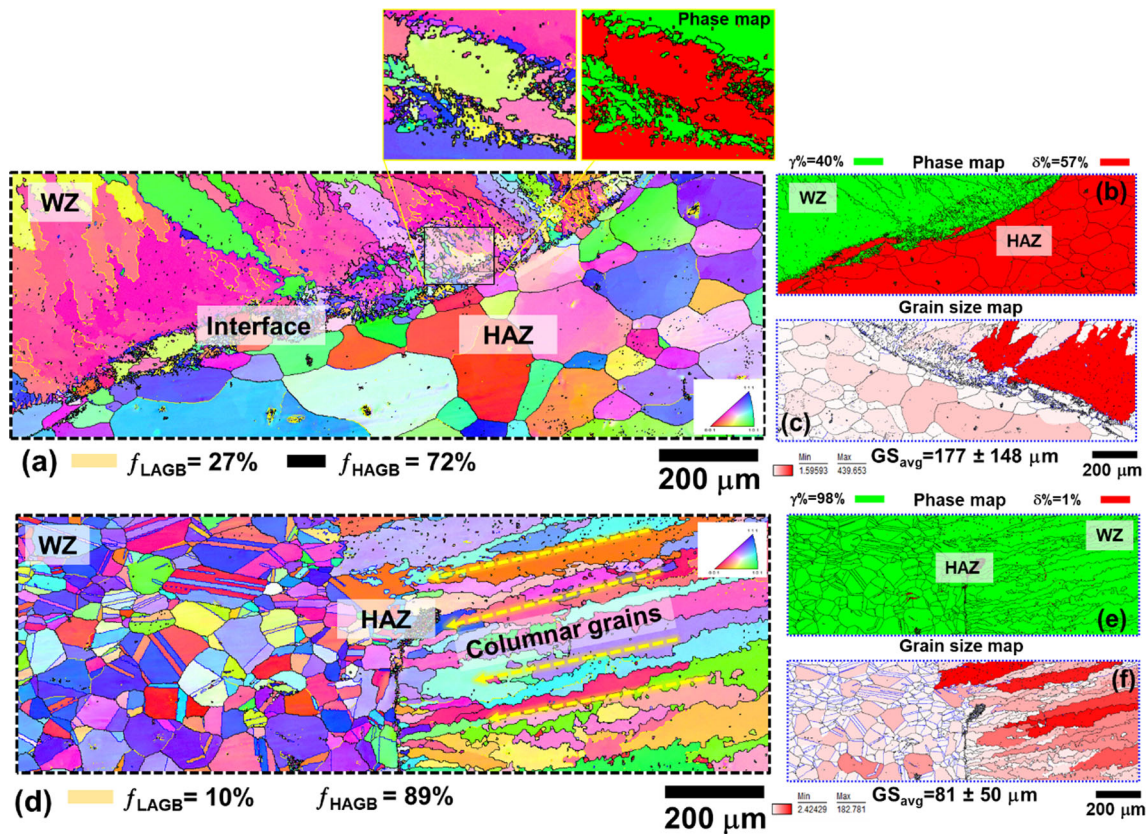 Phase map
γ%=40% Phase map δ%=57%
WZ
(b)
WZ
HAZ
Interface
HAZ
Grain size map
(c)
(a) fLAGB= 27% fHAGB= 72%
200 μm
Min Max
1.59593 439.653
GSavg=177 ± 148 μm
200 μm
γ%=98% Phase map δ%=1%
WZ
WZ
HAZ
HAZ
(e)
Columnar grains
Grain size map
(f)
(d) fLAGB= 10% fHAGB= 89%
200 μm
Min Max
2.42429 182.781
GSavg=81 ± 50 μm
200 μm